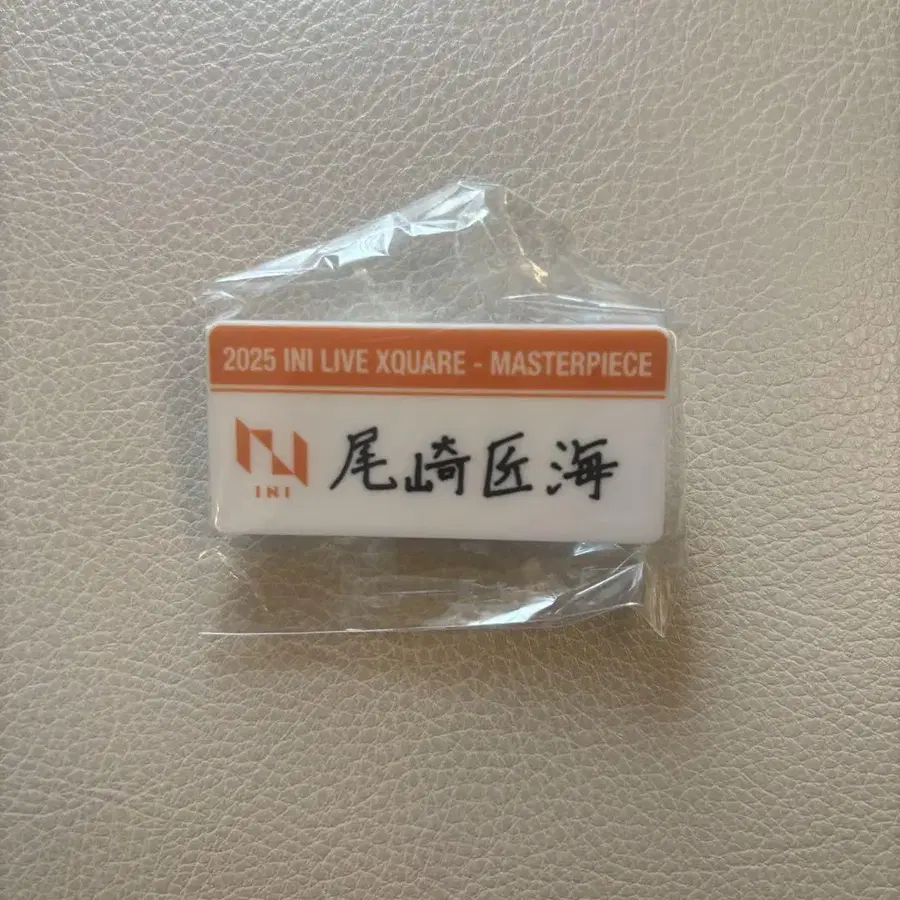 2025 INI LIVE XQUARE - MASTERPIECE
INI
尾崎匠海